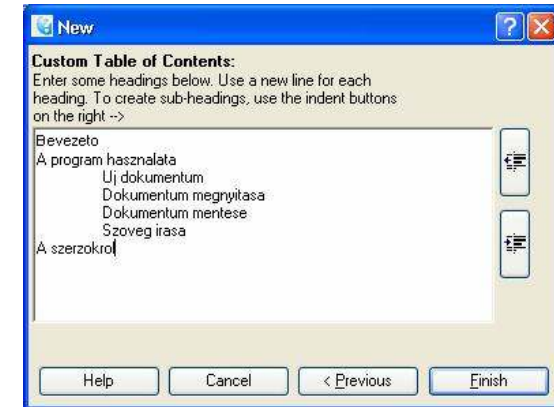 New
Custom Table of Contents:
Enter some headings below. Use a new line for each
heading. To create sub-headings, use the indent buttons
on the right -->
Bevezeto
A program hasznalata
Uj dokumentum
Dokumentum megnyitasa
Dokumentum mentese
Szoveg irasa
A szerzokrol
Help
Cancel
< Previous
Finish